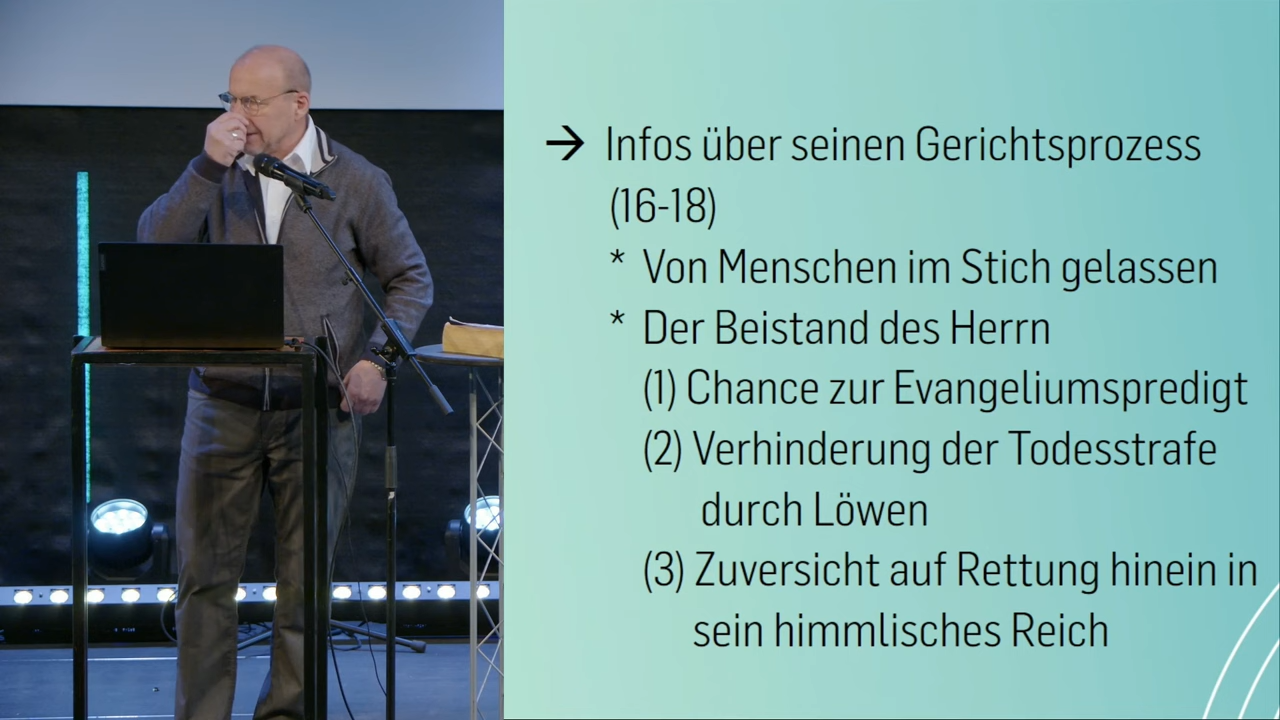 → Infos über seinen Gerichtsprozess
(16-18)
* Von Menschen im Stich gelassen
* Der Beistand des Herrn
(1) Chance zur Evangeliumspredigt
(2) Verhinderung der Todesstrafe
durch Löwen
(3) Zuversicht auf Rettung hinein in
sein himmlisches Reich